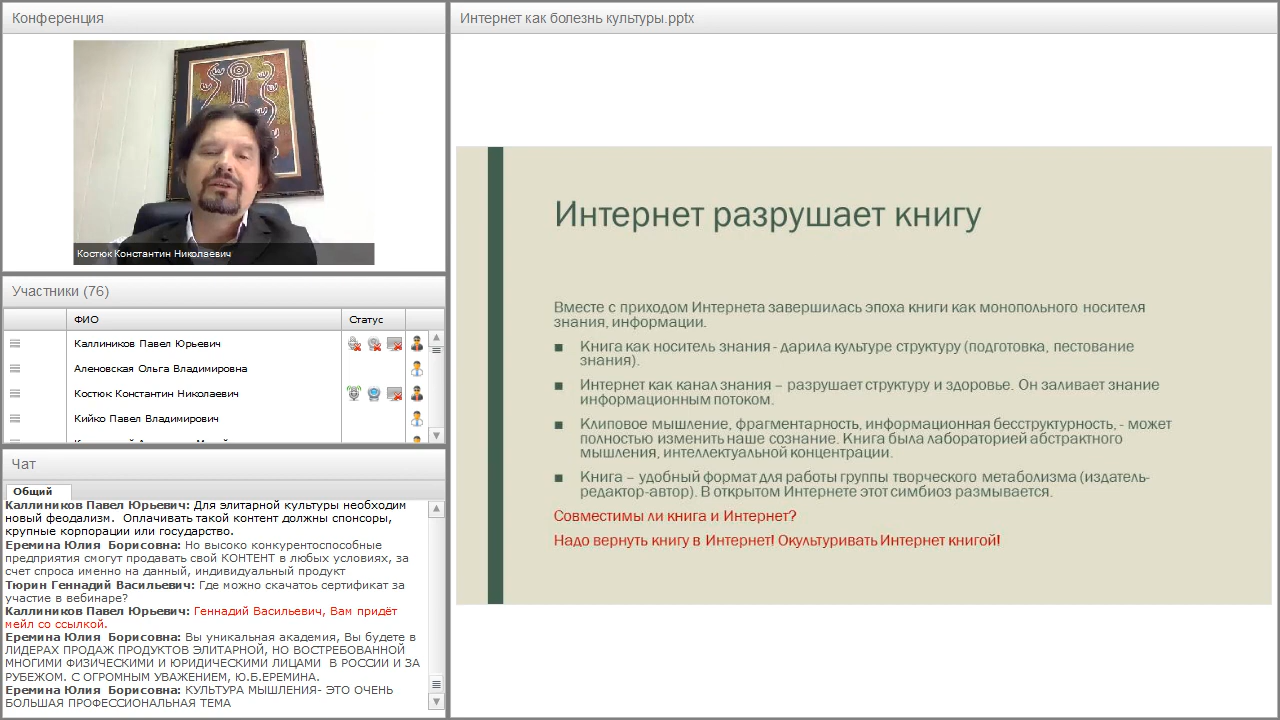 Конференция
Костюк Константин Николаевич
Участники (76)
ФИО
Статус
Каллиников Павел Юрьевич
Аленовская Ольга Владимировна
Костюк Константин Николаевич
Кийко Павел Владимирович
Чат
Общий
Каллиников Павел Юрьевич: Для элитарной культуры необходим
новый феодализм. Оплачивать такой контент должны спонсоры,
крупные корпорации или государство.
Еремина Юлия Борисовна: Но высоко конкурентоспособные
предприятия смогут продавать свой КОНТЕНТ в любых условиях, за
счет спроса именно на данный, индивидуальный продукт
Тюрин Геннадий Васильевич: Где можно скачатоь сертификат за
участие в вебинаре?
Каллиников Павел Юрьевич: Геннадий Васильевич, Вам придёт
мейл со ссылкой.
Еремина Юлия Борисовна: Вы уникальная академия, Вы будете в
ЛИДЕРАХ ПРОДАЖ ПРОДУКТОВ ЭЛИТАРНОЙ, НО ВОСТРЕБОВАННОЙ
МНОГИМИ ФИЗИЧЕСКИМИ И ЮРИДИЧЕСКИМИ ЛИЦАМИ В РОССИИ И ЗА
РУБЕЖОМ. С ОГРОМНЫМ УВАЖЕНИЕМ, Ю.Б.ЕРЕМИНА.
Еремина Юлия Борисовна: КУЛЬТУРА МЫШЛЕНИЯ- ЭТО ОЧЕНЬ
БОЛЬШАЯ ПРОФЕССИОНАЛЬНАЯ ТЕМА
Интернет как болезнь культуры.pptx
Интернет разрушает книгу
Вместе с приходом Интернета завершилась эпоха книги как монопольного носителя
знания, информации.
■ Книга как носитель знания - дарила культуре структуру (подготовка, пестование
знания).
■ Интернет как канал знания – разрушает структуру и здоровье. Он заливает знание
информационным потоком.
■ Клиповое мышление, фрагментарность, информационная бесструктурность, - может
полностью изменить наше сознание. Книга была лабораторией абстрактного
мышления, интеллектуальной концентрации.
■ Книга – удобный формат для работы группы творческого метаболизма (издатель-
редактор-автор). В открытом Интернете этот симбиоз размывается.
Совместимы ли книга и Интернет?
Надо вернуть книгу в Интернет! Окультуривать Интернет книгой!